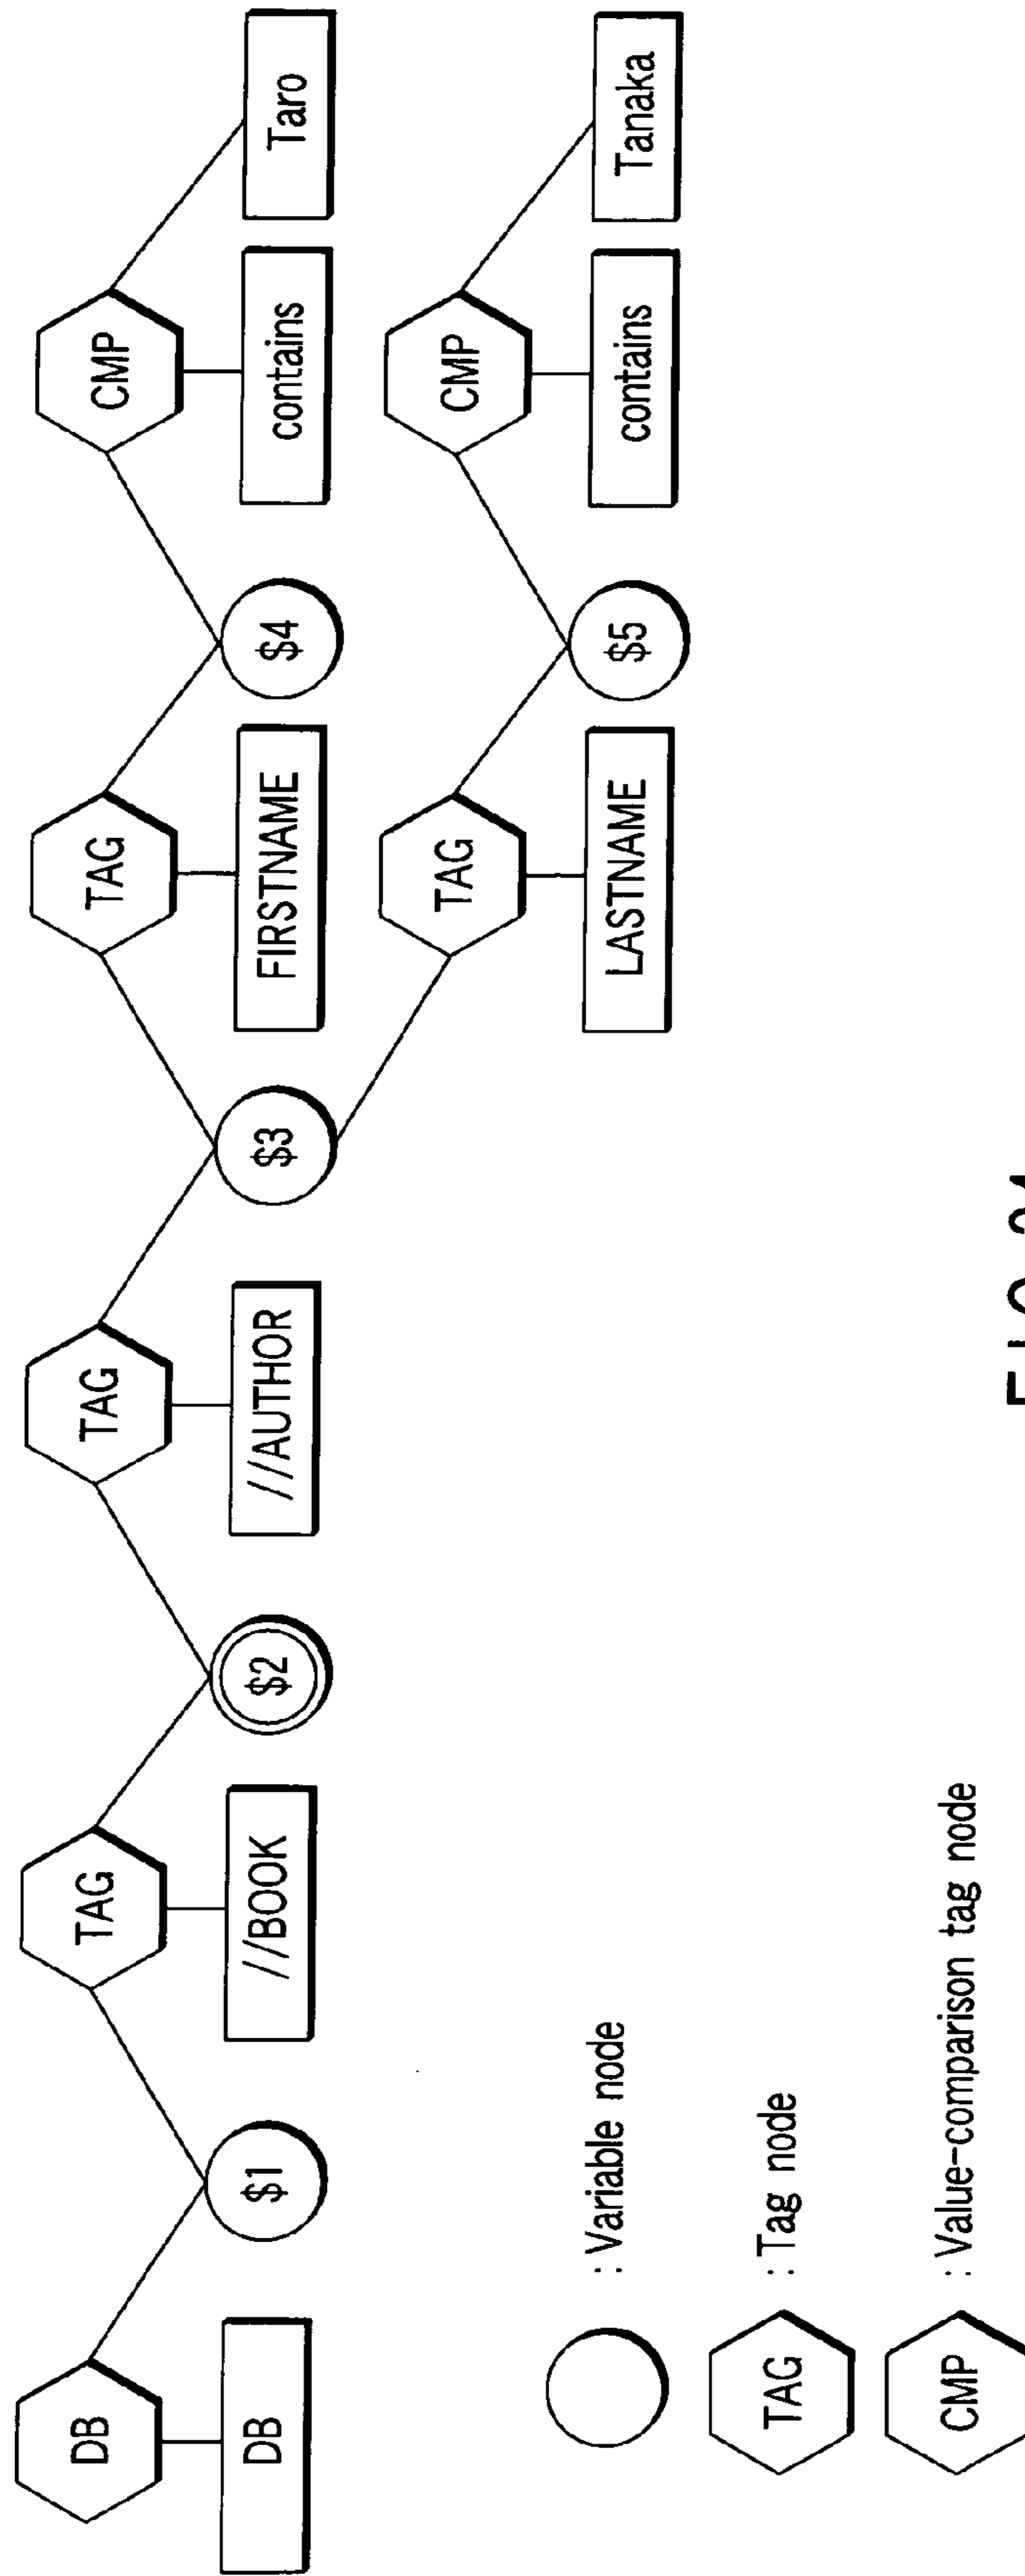 DB
DB
$1
TAG
//BOOK
$2
TAG
//AUTHOR
$3
TAG
FIRSTNAME
$4
CMP
contains
Taro
TAG
LASTNAME
$5
CMP
contains
Tanaka
: Variable node
TAG : Tag node
CMP : Value-comparison tag node